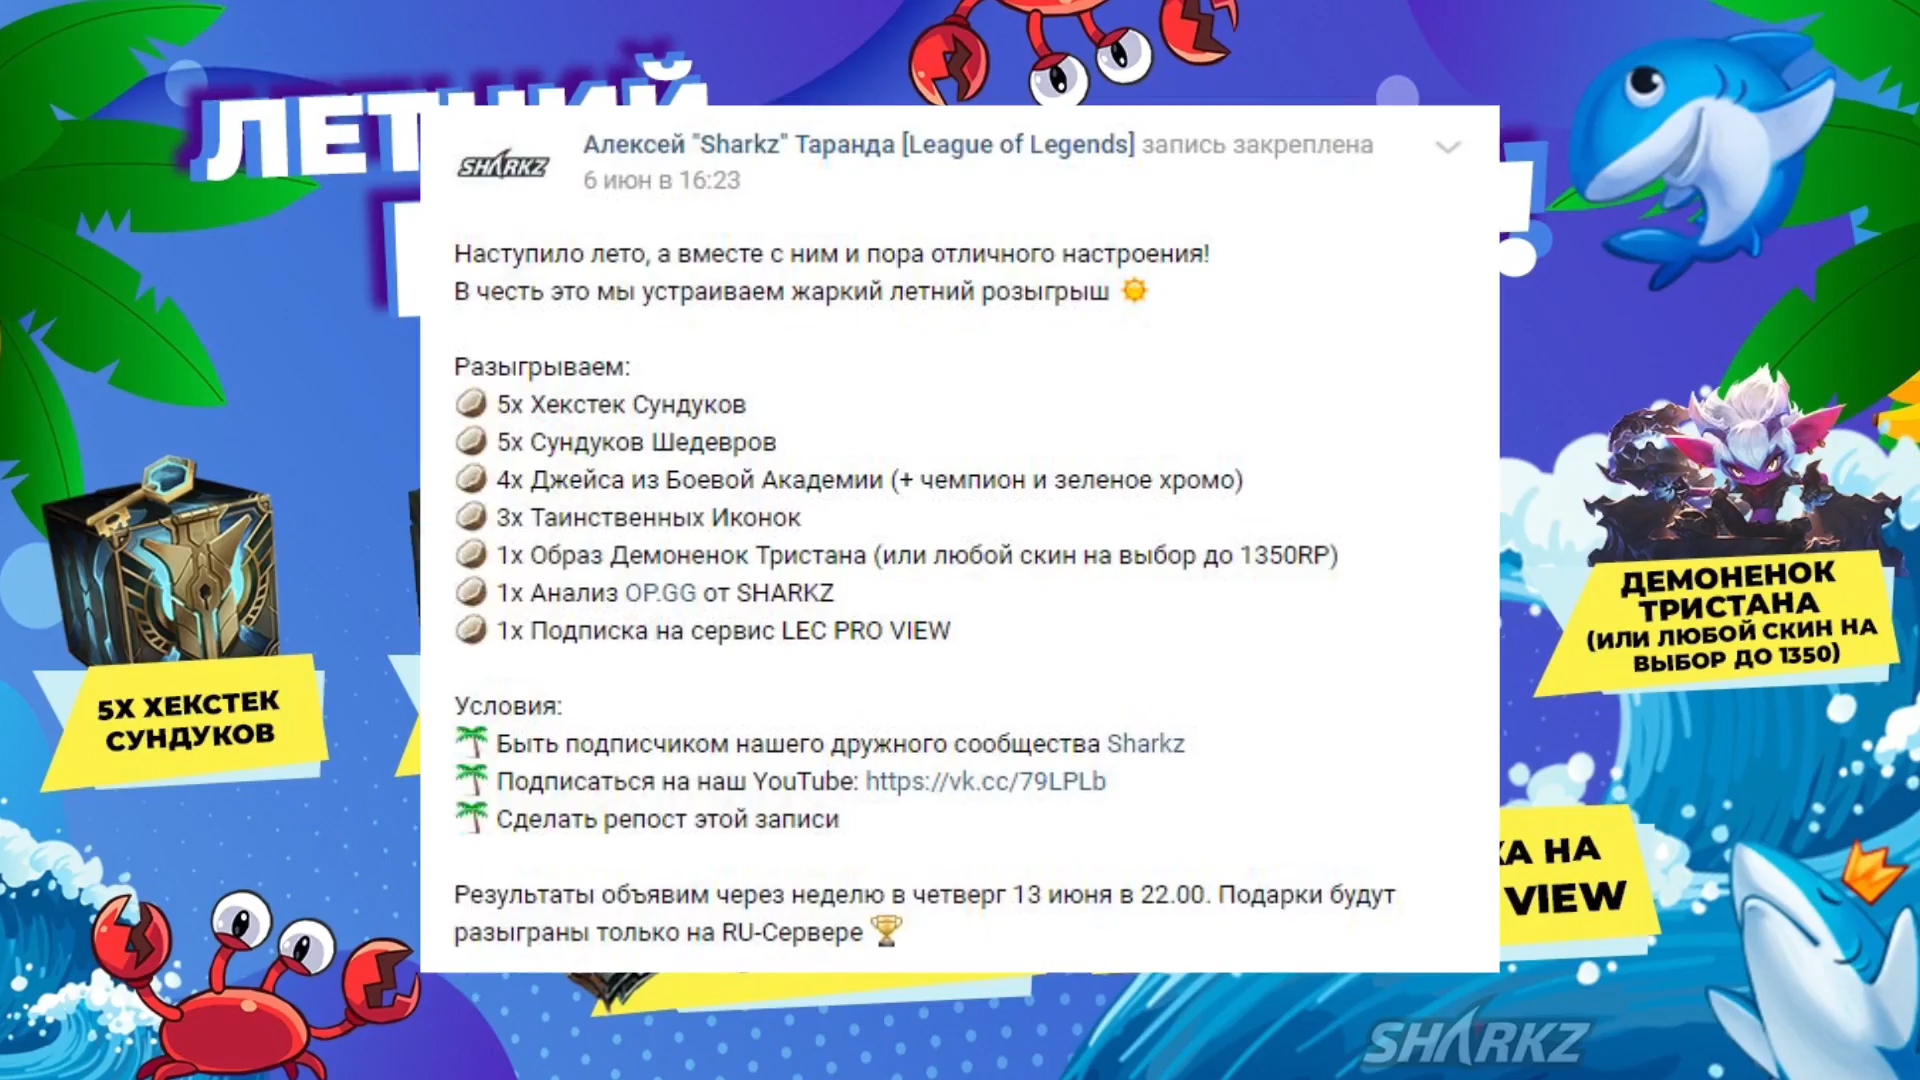 ЛЕТНИЙ
SHARKZ
Алексей "Sharkz" Таранда [League of Legends] запись закреплена
6 июн в 16:23
Наступило лето, а вместе с ним и пора отличного настроения!
В честь это мы устраиваем жаркий летний розыгрыш
Разыгрываем:
5х Хекстек Сундуков
5х Сундуков Шедевров
4х Джейса из Боевой Академии (+ чемпион и зеленое хромо)
3х Таинственных Иконок
1х Образ Демоненок Тристана (или любой скин на выбор до 1350RP)
1х Анализ OP.GG от SHARKZ
1х Подписка на сервис LEC PRO VIEW
Условия:
Быть подписчиком нашего дружного сообщества Sharkz
Подписаться на наш YouTube: https://vk.cc/79LPLb
Сделать репост этой записи
Результаты объявим через неделю в четверг 13 июня в 22.00. Подарки будут
разыграны только на RU-Сервере
5Х ХЕКСТЕК
СУНДУКОВ
ДЕМОНЕНОК
ТРИСТАНА
(ИЛИ ЛЮБОЙ СКИН НА
ВЫБОР ДО 1350)
НА
VIEW
SHARKZ